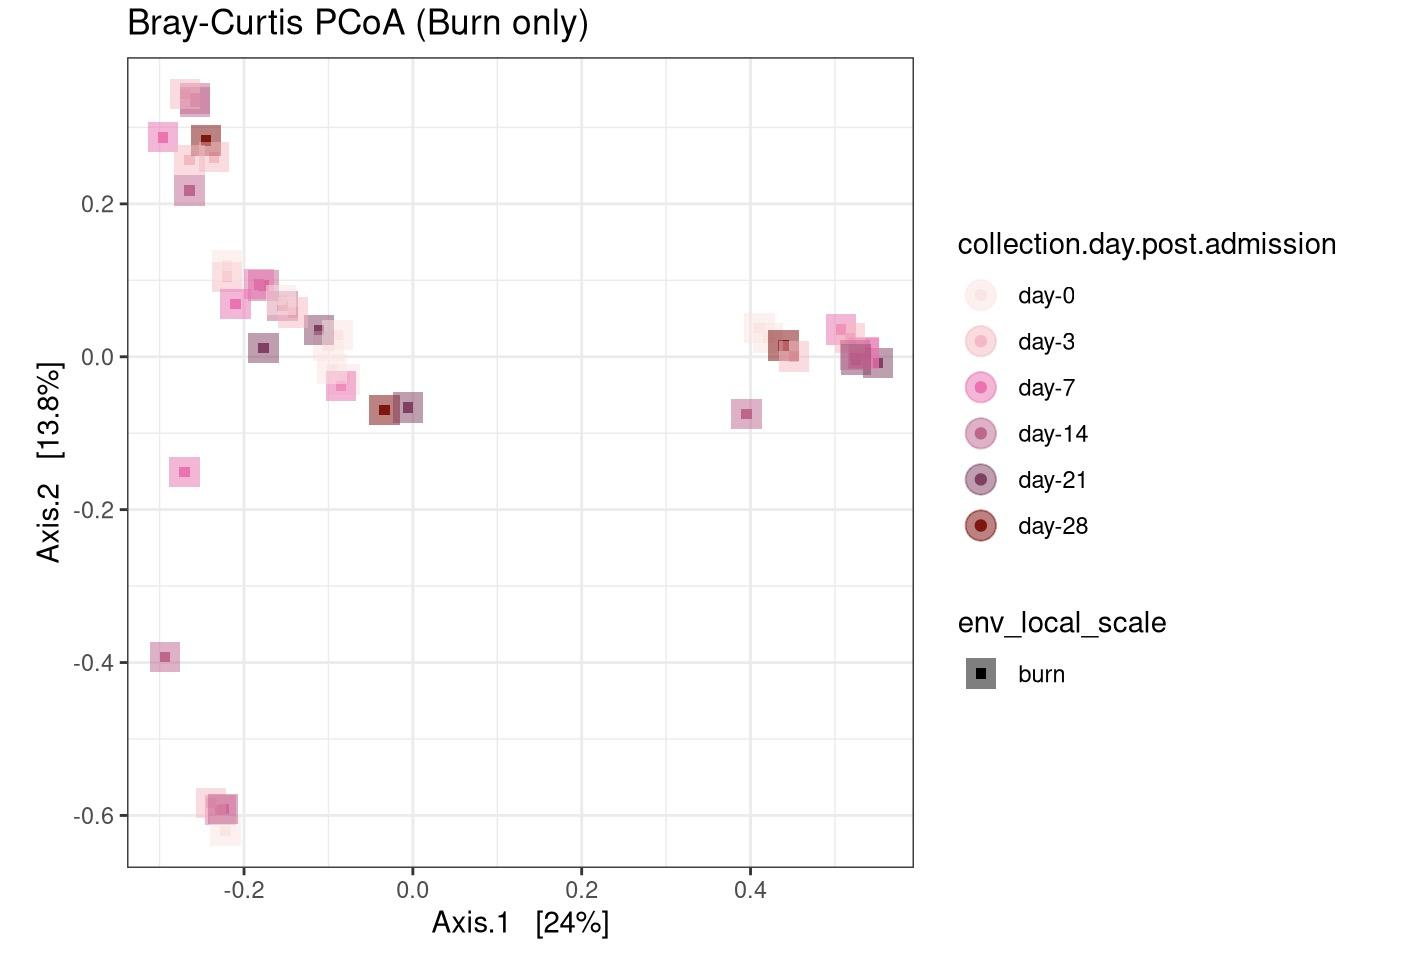 Bray-Curtis PCoA (Burn only)
0.2
0.0
-0.2
-0.4
-0.6
Axis.2 [13.8%]
-0.2
0.0
0.2
0.4
Axis.1 [24%]
collection.day.post.admission
day-0
day-3
day-7
day-14
day-21
day-28
env_local_scale
burn